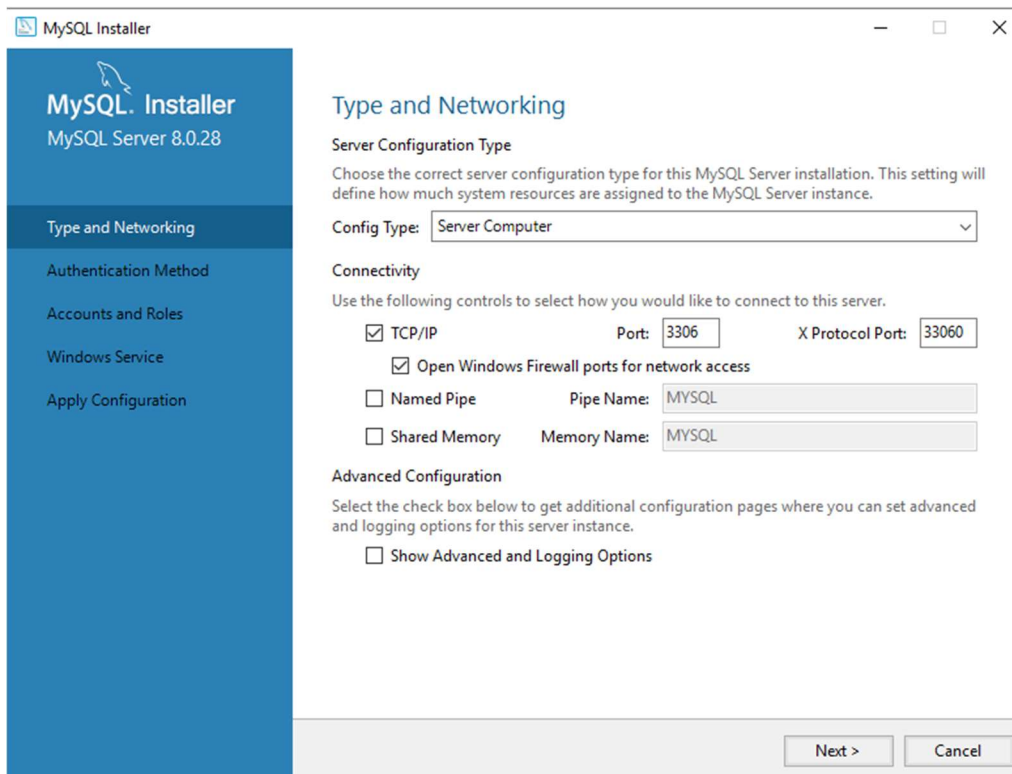 MySQL Installer
MySQL. Installer
MySQL Server 8.0.28
Type and Networking
Authentication Method
Accounts and Roles
Windows Service
Apply Configuration
Type and Networking
Server Configuration Type
Choose the correct server configuration type for this MySQL Server installation. This setting will
define how much system resources are assigned to the MySQL Server instance.
Config Type: Server Computer
Connectivity
Use the following controls to select how you would like to connect to this server.
TCP/IP Port: 3306 X Protocol Port: 33060
Open Windows Firewall ports for network access
Named Pipe Pipe Name: MYSQL
Shared Memory Memory Name: MYSQL
Advanced Configuration
Select the check box below to get additional configuration pages where you can set advanced
and logging options for this server instance.
Show Advanced and Logging Options
Next > Cancel